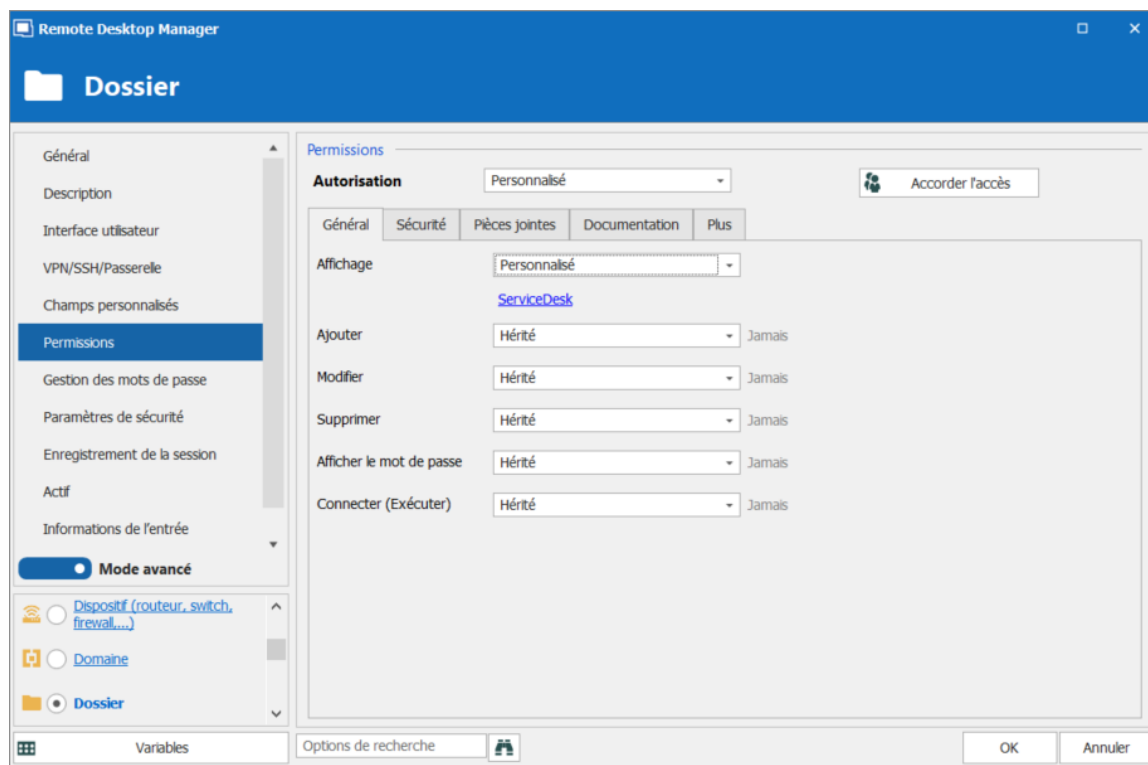 Remote Desktop Manager
Dossier
Général
Description
Interface utilisateur
VPN/SSH/Passerelle
Champs personnalisés
Permissions
Gestion des mots de passe
Paramètres de sécurité
Enregistrement de la session
Actif
Informations de l'entrée
Mode avancé
Dispositif (routeur, switch,
firewall,...)
Domaine
Dossier
Variables
Permissions
Autorisation Personnalisé Accorder l'accès
Général Sécurité Pièces jointes Documentation Plus
Affichage Personnalisé
ServiceDesk
Ajouter Hérité Jamais
Modifier Hérité Jamais
Supprimer Hérité Jamais
Afficher le mot de passe Hérité Jamais
Connecter (Exécuter) Hérité Jamais
Options de recherche OK Annuler